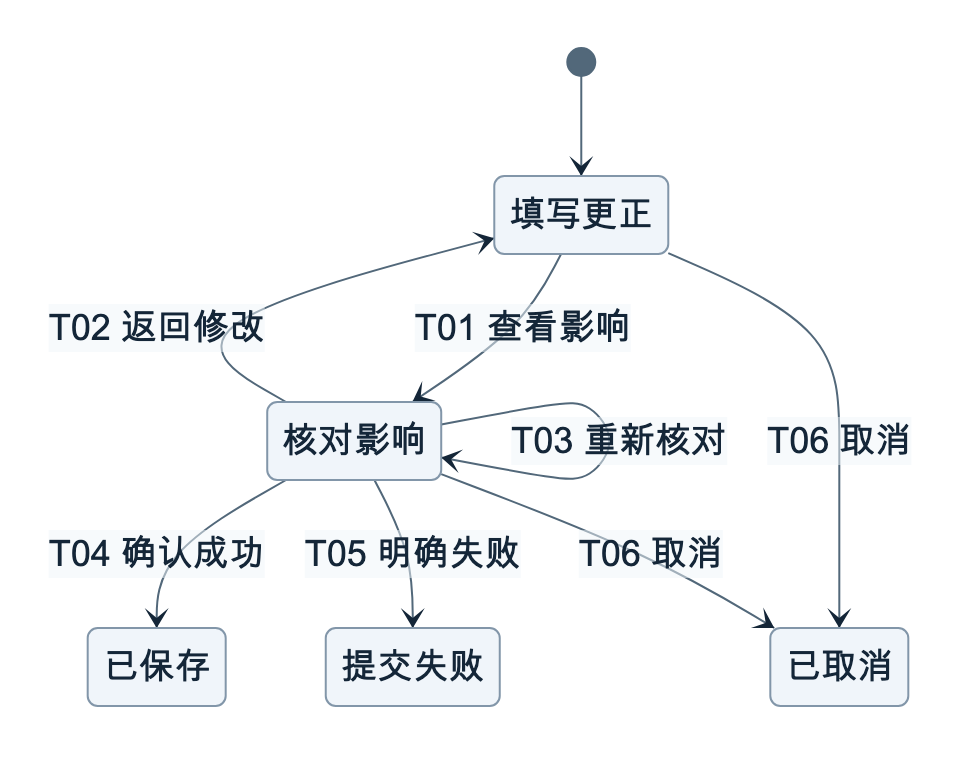 填写更正
T02 返回修改
T01 查看影响
核对影响
T03 重新核对
T06 取消
T04 确认成功
T05 明确失败
T06 取消
已保存
提交失败
已取消